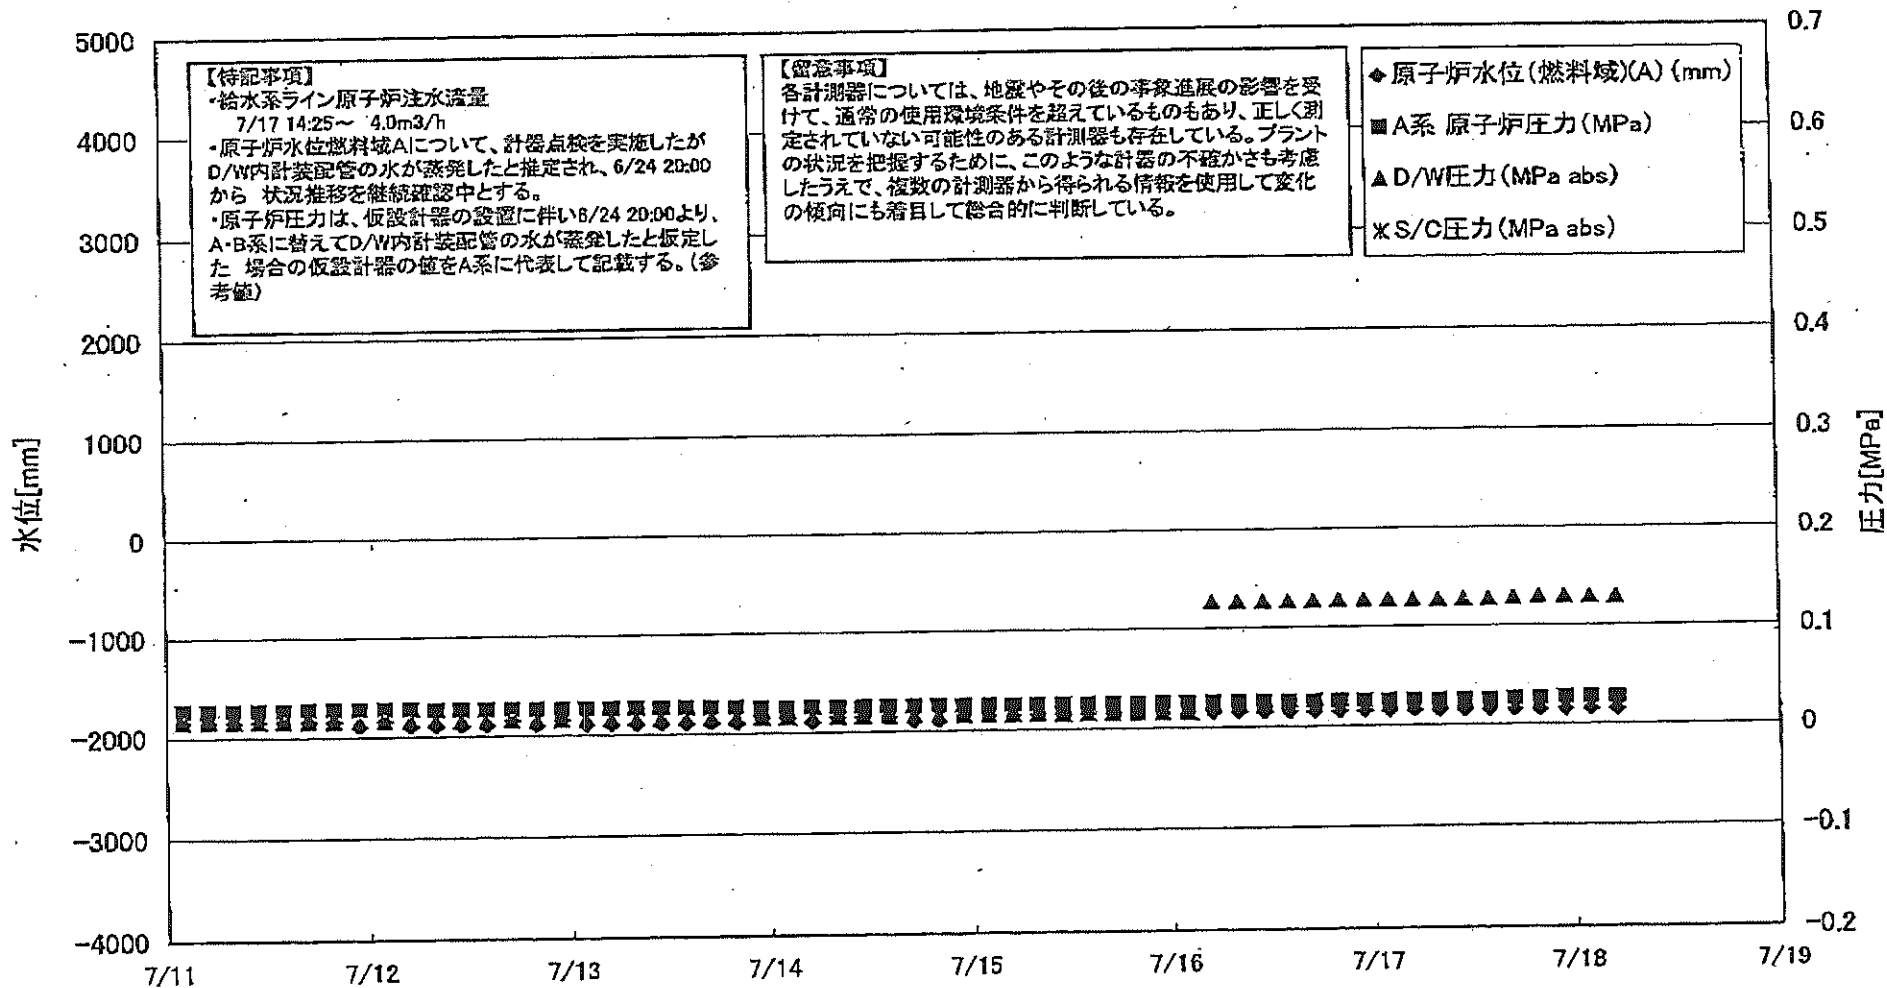 【特記事項】
・給水系ライン原子炉注水流量
7/17 14:25～ 4.0m3/h
・原子炉水位燃料域Aについて、計器点検を実施したが
D/W内計装配管の水が蒸発したと推定され、6/24 20:00
から 状況推移を継続確認中とする。
・原子炉圧力は、仮設計器の設置に伴い6/24 20:00より、
A・B系に替えてD/W内計装配管の水が蒸発したと仮定し
た 場合の仮設計器の値をA系に代表して記載する。(参
考値)
【留意事項】
各計測器については、地震やその後の事象進展の影響を受
けて、通常の使用環境条件を超えているものもあり、正しく測
定されていない可能性のある計測器も存在している。プラント
の状況を把握するために、このような計器の不確かさも考慮
したうえで、複数の計測器から得られる情報を使用して変化
の傾向にも着目して総合的に判断している。
◆原子炉水位(燃料域)(A) (mm)
■A系 原子炉圧力(MPa)
▲D/W圧力(MPa abs)
ж S/C圧力(MPa abs)
水位[mm]
5000
4000
3000
2000
1000
0
-1000
-2000
-3000
-4000
圧力[MPa]
0.7
0.6
0.5
0.4
0.3
0.2
0.1
0
-0.1
-0.2
7/11 7/12 7/13 7/14 7/15 7/16 7/17 7/18 7/19